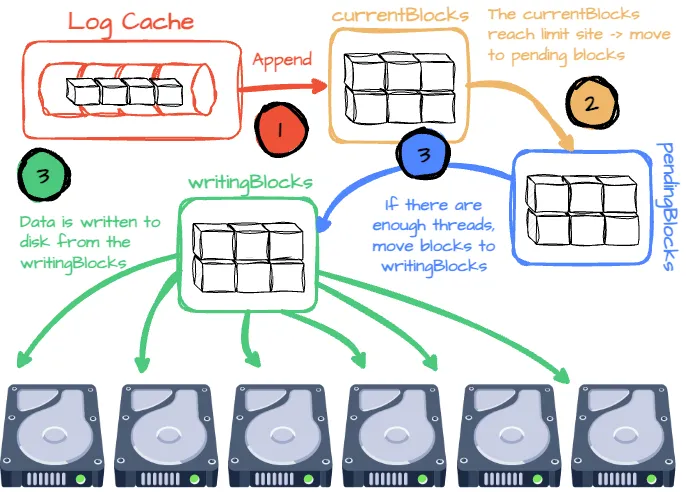 Log Cache
Append
1
currentBlocks
The currentBlocks
reach limit site -> move
to pending blocks
2
pendingBlocks
3
If there are
enough threads,
move blocks to
writingBlocks
writingBlocks
3
Data is written to
disk from the
writingBlocks